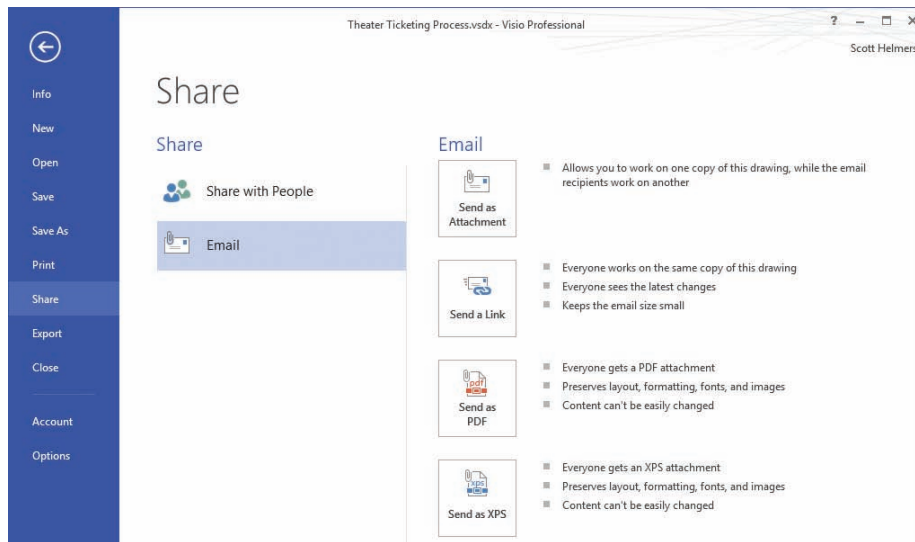 Theater Ticketing Process.vsdx - Visio Professional
?
Scott Helmers
Info
New
Open
Save
Save As
Print
Share
Export
Close
Account
Options
Share
Share
Share with People
Email
Email
Send as
Attachment
Allows you to work on one copy of this drawing, while the email
recipients work on another
Send a Link
Everyone works on the same copy of this drawing
Everyone sees the latest changes
Keeps the email size small
pdf
Send as
PDF
Everyone gets a PDF attachment
Preserves layout, formatting, fonts, and images
Content can't be easily changed
xps
Send as XPS
Everyone gets an XPS attachment
Preserves layout, formatting, fonts, and images
Content can't be easily changed